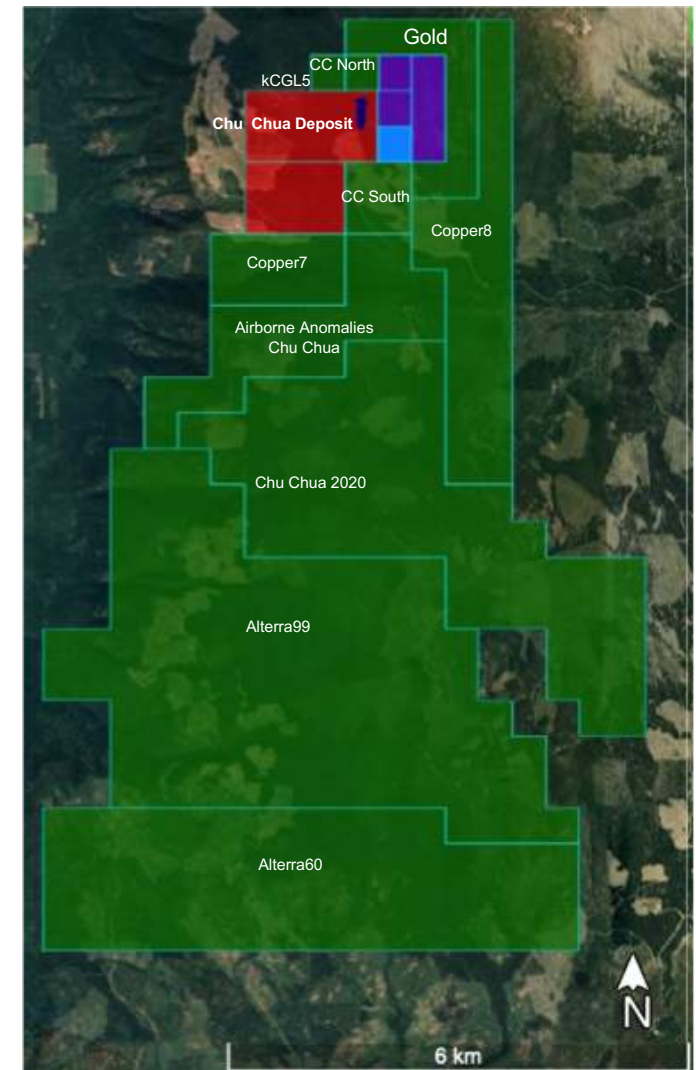 Gold
CC North
kCGL5
Chu Chua Deposit
CC South
Copper8
Copper7
Airborne Anomalies
Chu Chua
Chu Chua 2020
Alterra99
Alterra60
N
6 km